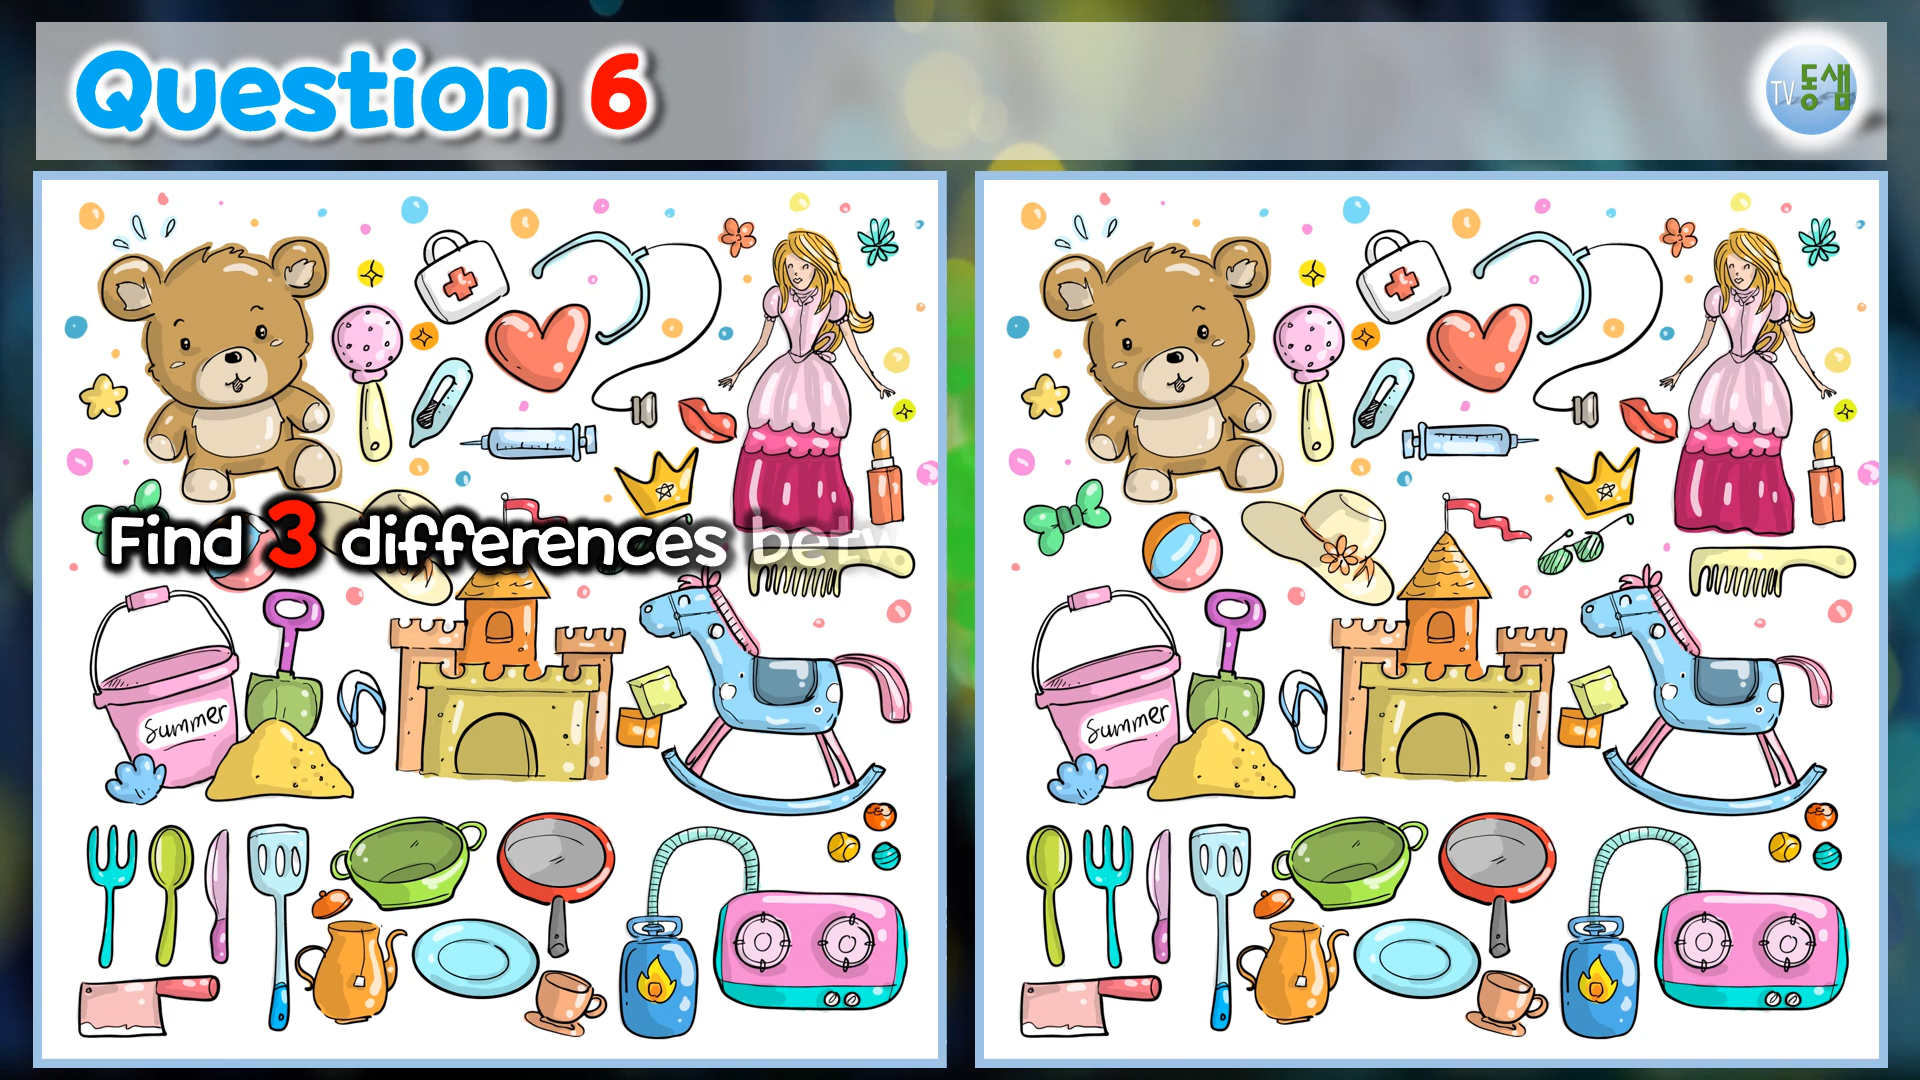 Question 6
TV동샘
Find 3 differences
Summer
Summer